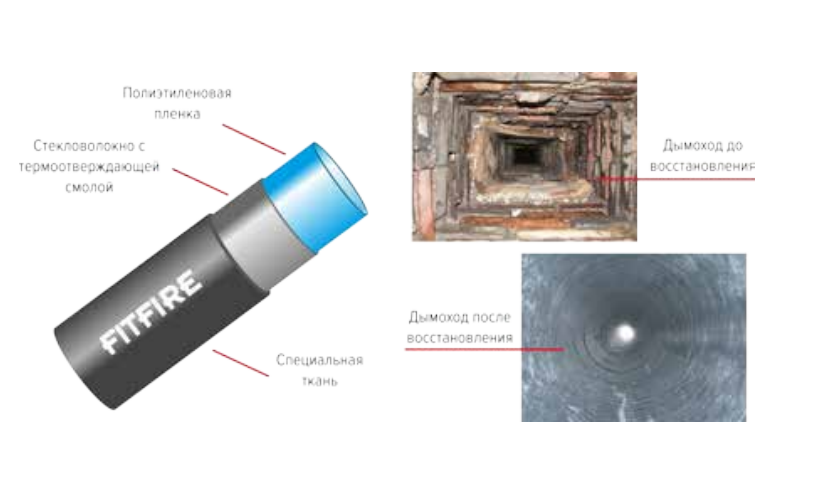 Полиэтиленовая
пленка
Стекловолокно с
термоотверждающей
смолой
FITFIRE
Специальная
ткань
Дымоход до
восстановления
Дымоход после
восстановления